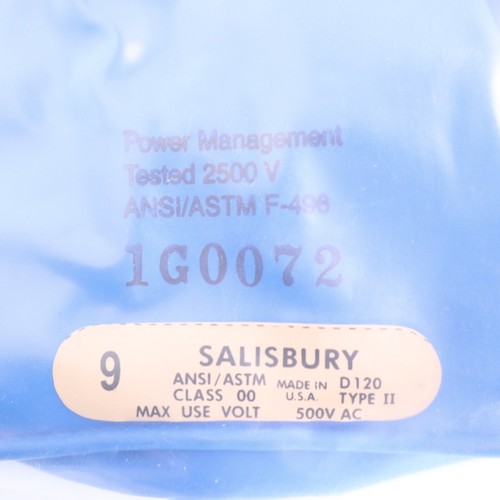 Power Management
Tested 2500 V
ANSI/ASTM F-496
1G0072
9 SALISBURY
ANSI/ASTM MADE IN D120
CLASS 00 U.S.A. TYPE II
MAX USE VOLT 500V AC